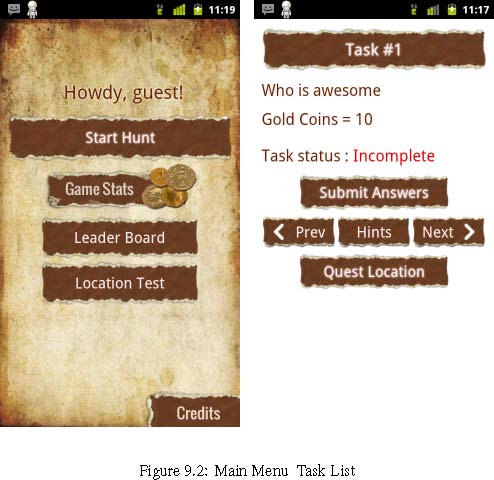 11:19
Howdy, guest!
Start Hunt
Game Stats
Leader Board
Location Test
Credits
11:17
Task #1
Who is awesome
Gold Coins = 10
Task status : Incomplete
Submit Answers
Prev Hints Next
Quest Location
Figure 9.2: Main Menu Task List